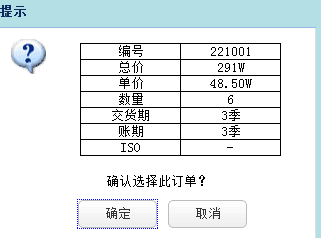 提示
编号 221001
总价 291W
单价 48.50W
数量 6
交货期 3季
账期 3季
ISO -
确认选择此订单？
确定 取消